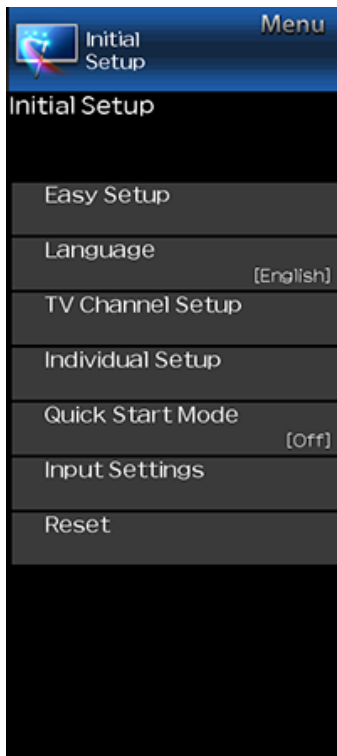 Menu
Initial
Setup
Initial Setup
Easy Setup
Language
[English]
TV Channel Setup
Individual Setup
Quick Start Mode
[Off]
Input Settings
Reset